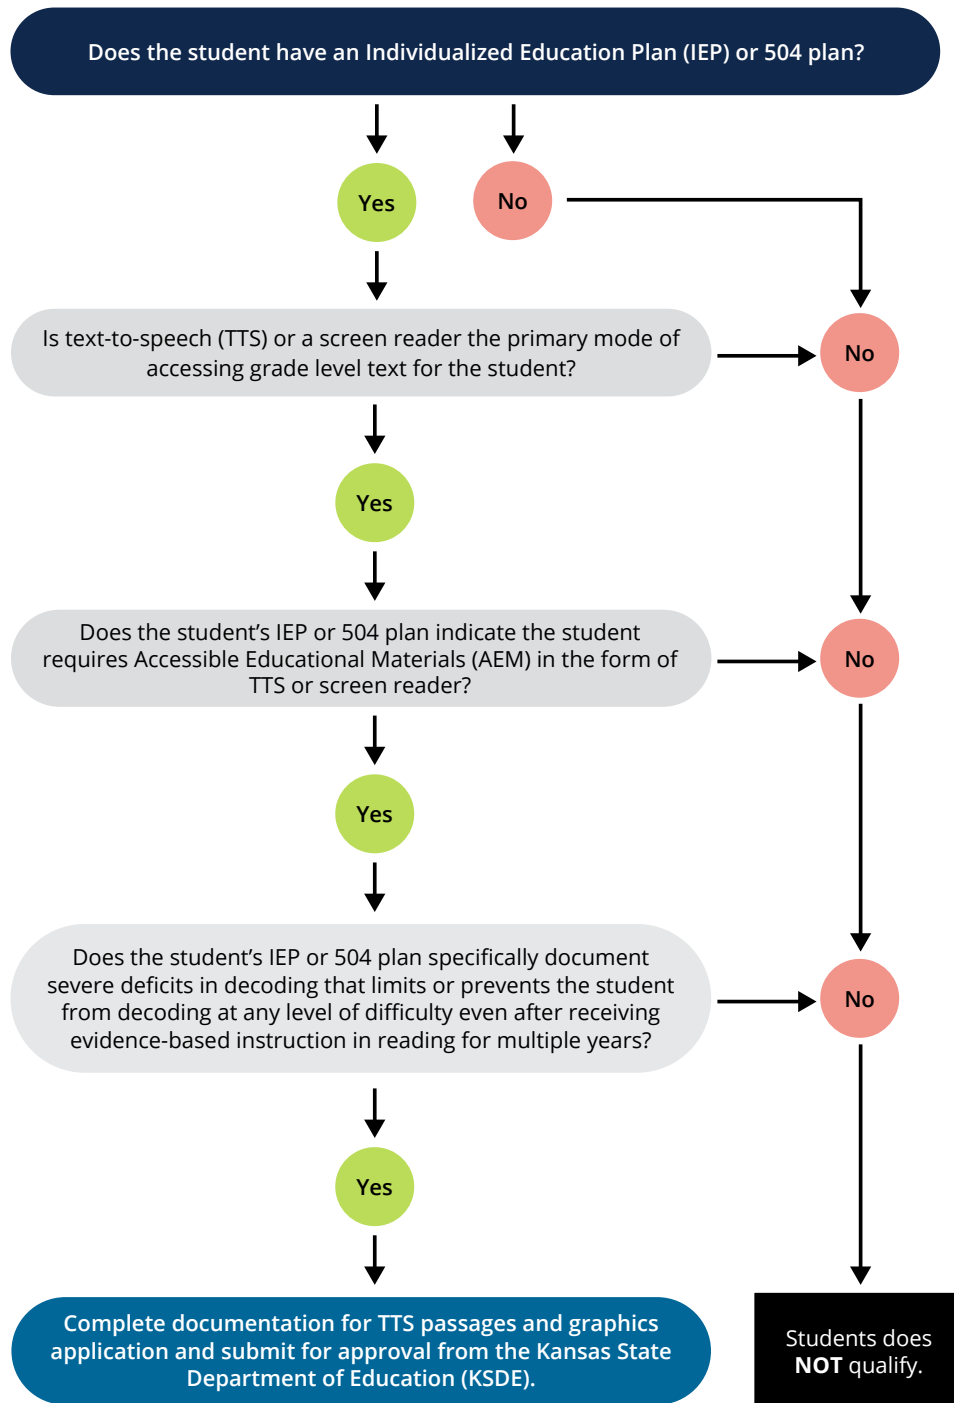 Does the student have an Individualized Education Plan (IEP) or 504 plan?
Yes
No
Is text-to-speech (TTS) or a screen reader the primary mode of
accessing grade level text for the student?
No
Yes
Does the student’s IEP or 504 plan indicate the student
requires Accessible Educational Materials (AEM) in the form of
TTS or screen reader?
No
Yes
Does the student’s IEP or 504 plan specifically document
severe deficits in decoding that limits or prevents the student
from decoding at any level of difficulty even after receiving
evidence-based instruction in reading for multiple years?
No
Yes
Complete documentation for TTS passages and graphics
application and submit for approval from the Kansas State
Department of Education (KSDE).
Students does
NOT qualify.